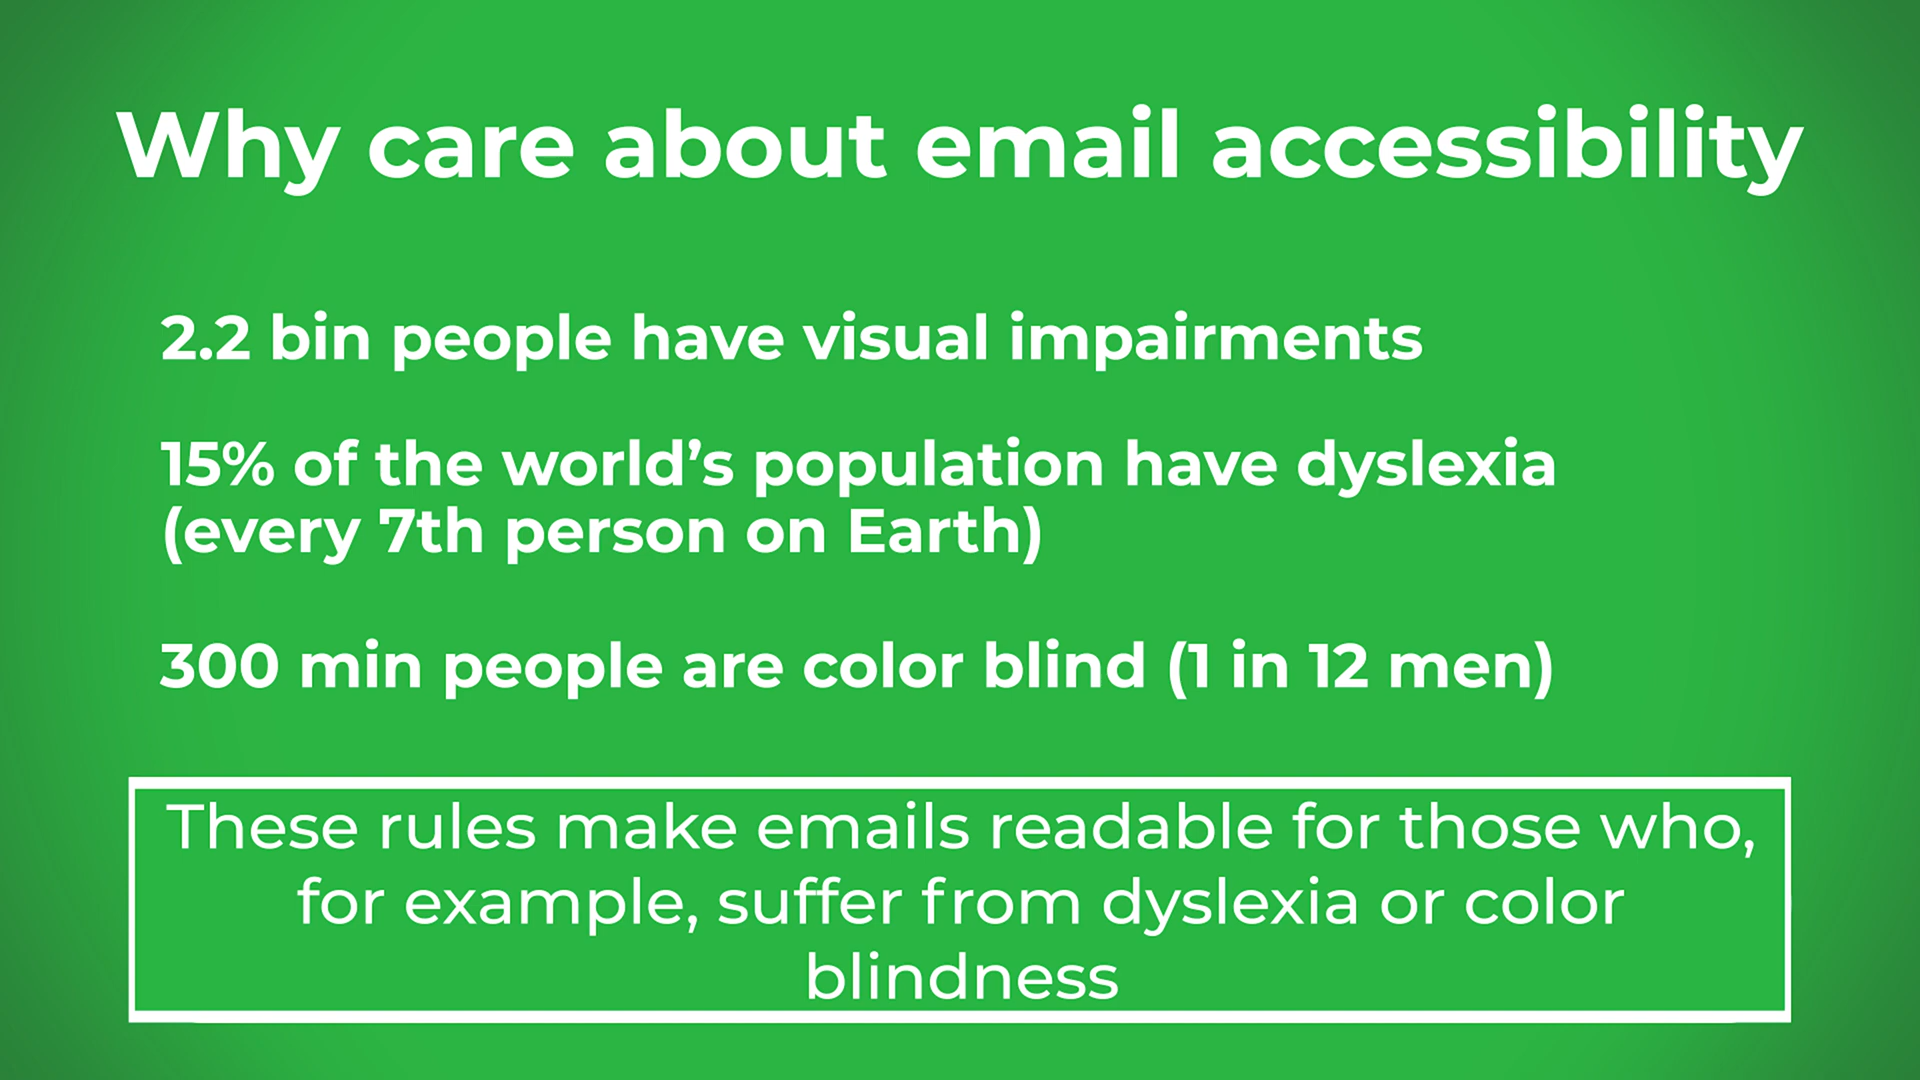 Why care about email accessibility
2.2 bin people have visual impairments
15% of the world’s population have dyslexia
(every 7th person on Earth)
300 min people are color blind (1 in 12 men)
These rules make emails readable for those who,
for example, suffer from dyslexia or color
blindness